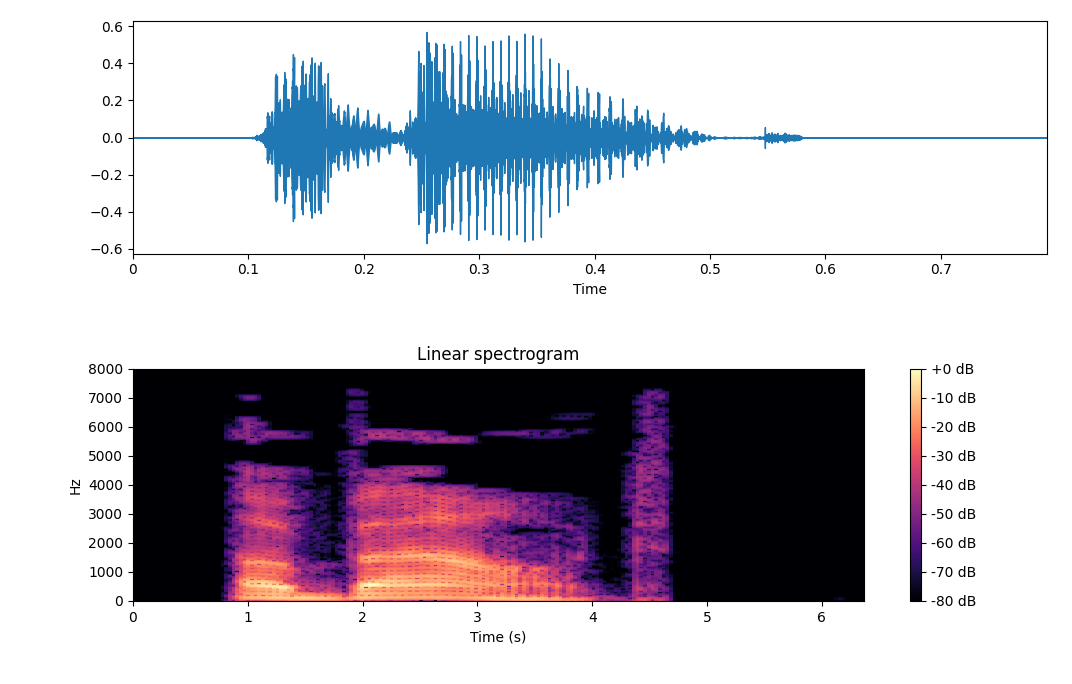 0.6
0.4
0.2
0.0
−0.2
−0.4
−0.6
0 0.1 0.2 0.3 0.4 0.5 0.6 0.7
Time
Linear spectrogram
8000
7000
6000
5000
4000
3000
2000
1000
0
Hz
0 1 2 3 4 5 6
Time (s)
+0 dB
-10 dB
-20 dB
-30 dB
-40 dB
-50 dB
-60 dB
-70 dB
-80 dB